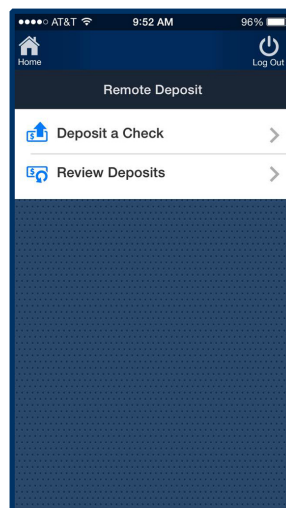 AT&T 9:52 AM 96%
Home Log Out
Remote Deposit
Deposit a Check
Review Deposits